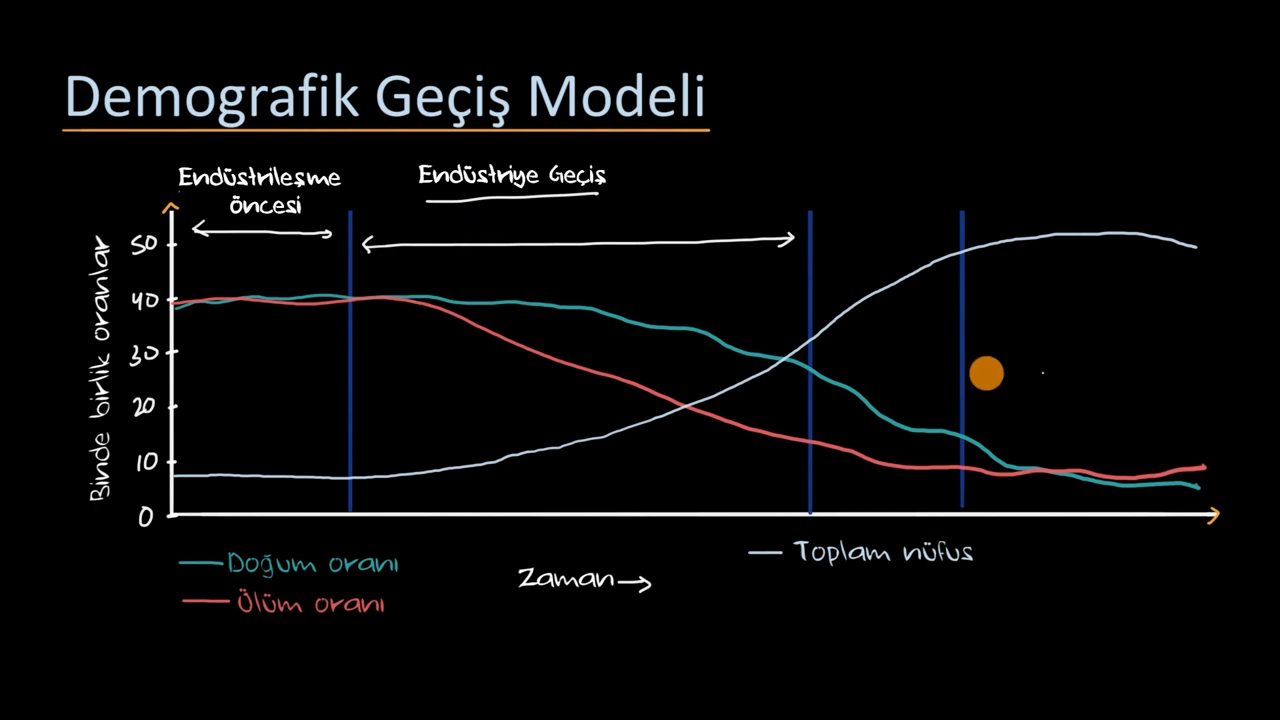 Demografik Geçiş Modeli
Endüstrileşme
öncesi
Endüstriye Geçiş
Binde birlik oranlar
50
40
30
20
10
0
Doğum oranı
Ülüm oranı
Zaman
Toplam nüfus